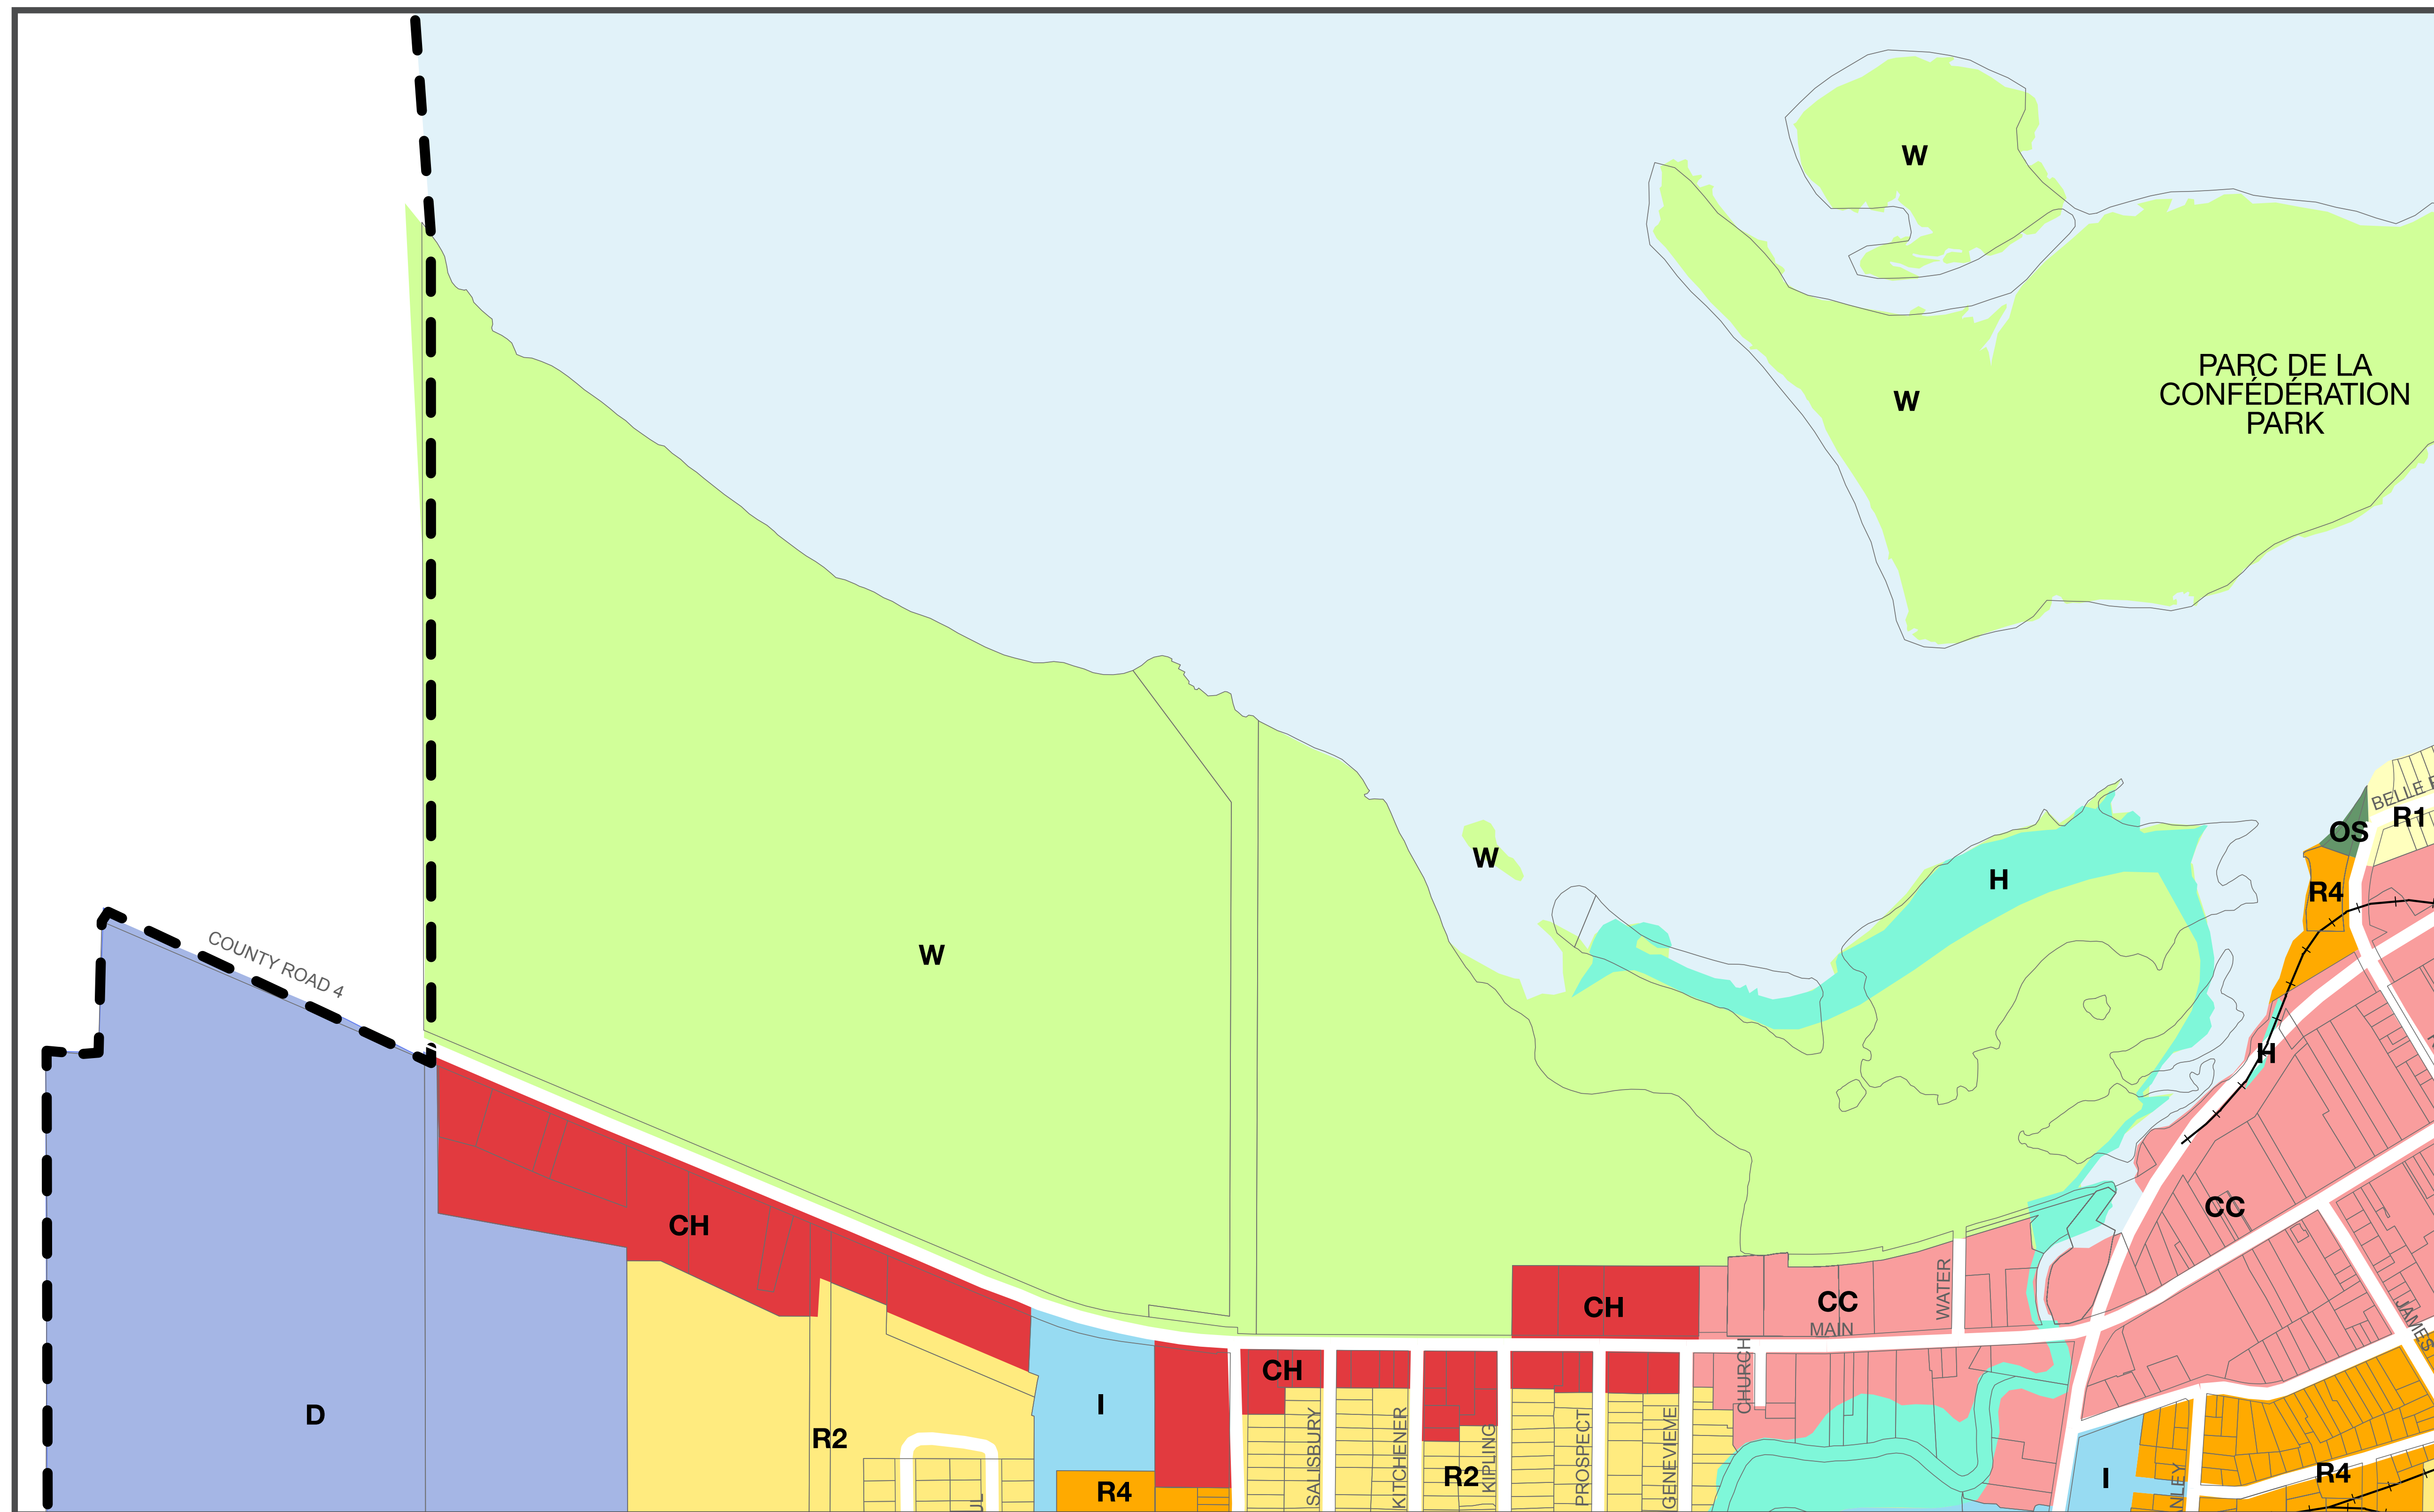 W
W
PARC DE LA
CONFÉDÉRATION
PARK
W
BELLE
R1
OS
R4
H
W
COUNTY ROAD 4
H
CC
CH
CH
CC
WATER
MAIN
JAMES
CH
CHURCH
I
D
R2
SALISBURY
KITCHENER
KIPLING
PROSPECT
GENEVIEVE
R2
R4
I
R4